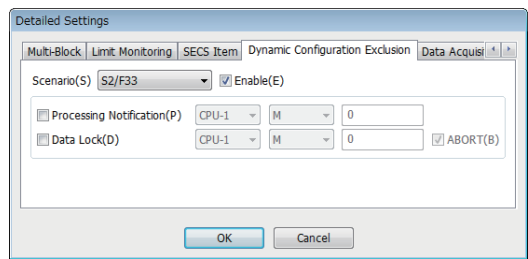 Detailed Settings
Multi-Block Limit Monitoring SECS Item Dynamic Configuration Exclusion Data Acquisi
Scenario(S) S2/F33 Enable(E)
Processing Notification(P) CPU-1 M 0
Data Lock(D) CPU-1 M 0 ABORT(B)
OK Cancel